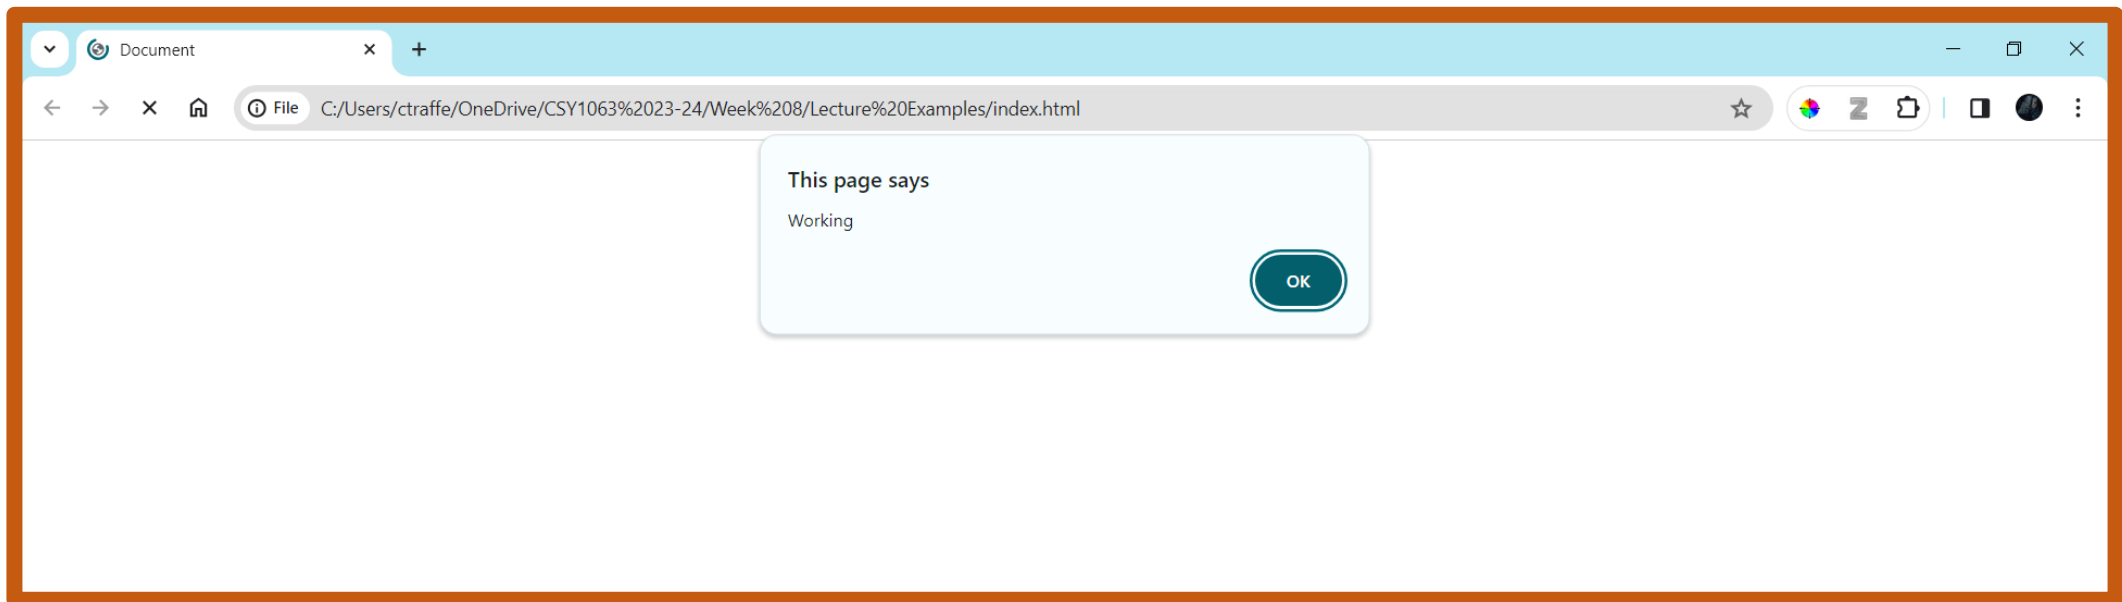 Document
File C:/Users/ctraffe/OneDrive/CSY1063%2023-24/Week%208/Lecture%20Examples/index.html
This page says
Working
OK